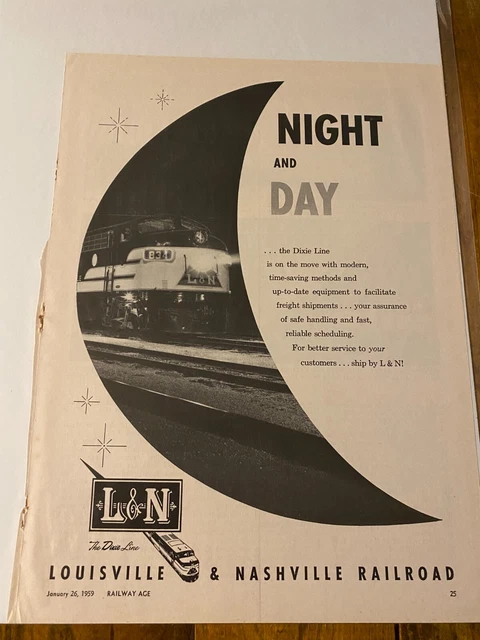 NIGHT
AND
DAY
. . . the Dixie Line
is on the move with modern,
time-saving methods and
up-to-date equipment to facilitate
freight shipments . . . your assurance
of safe handling and fast,
reliable scheduling.
For better service to your
customers . . . ship by L & N!
L&N
L&N
The Dixie Line
LOUISVILLE & NASHVILLE RAILROAD
January 26, 1959 RAILWAY AGE 25